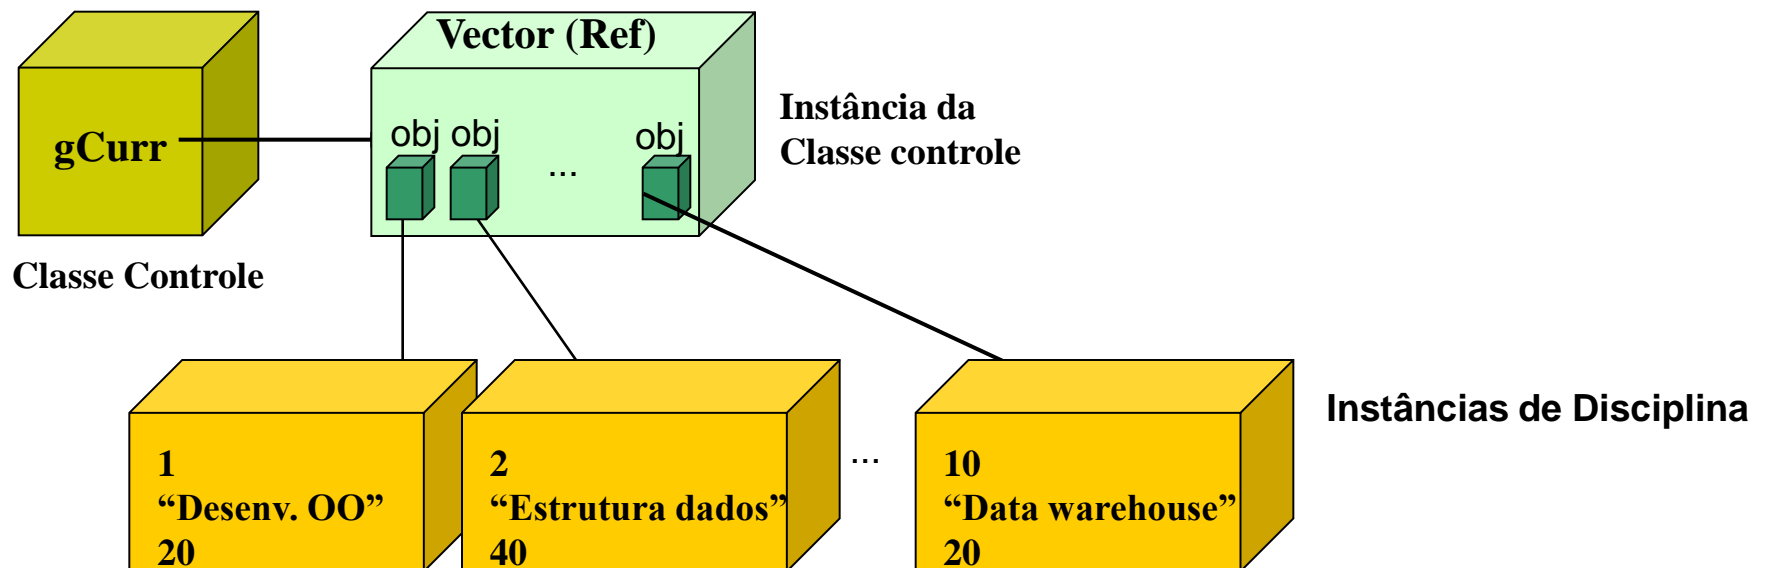 Vector (Ref)
gCurr
obj obj
...
obj
Instância da
Classe controle
Classe Controle
Instâncias de Disciplina
1
“Desenv. OO”
20
2
“Estrutura dados”
40
...
10
“Data warehouse”
20